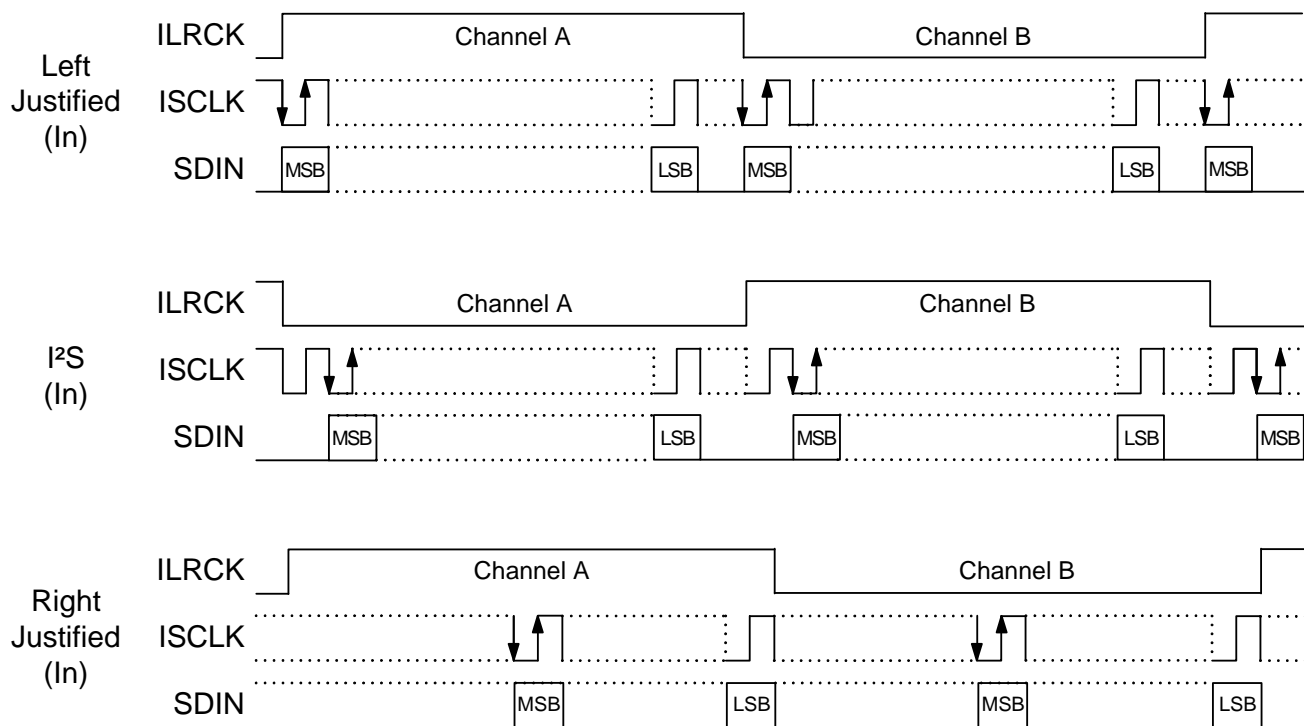 Left
Justified
(In)
ILRCK
Channel A
Channel B
ISCLK
SDIN
MSB
LSB
MSB
LSB
MSB
I²S
(In)
ILRCK
Channel A
Channel B
ISCLK
SDIN
MSB
LSB
MSB
LSB
MSB
Right
Justified
(In)
ILRCK
Channel A
Channel B
ISCLK
SDIN
MSB
LSB
MSB
LSB